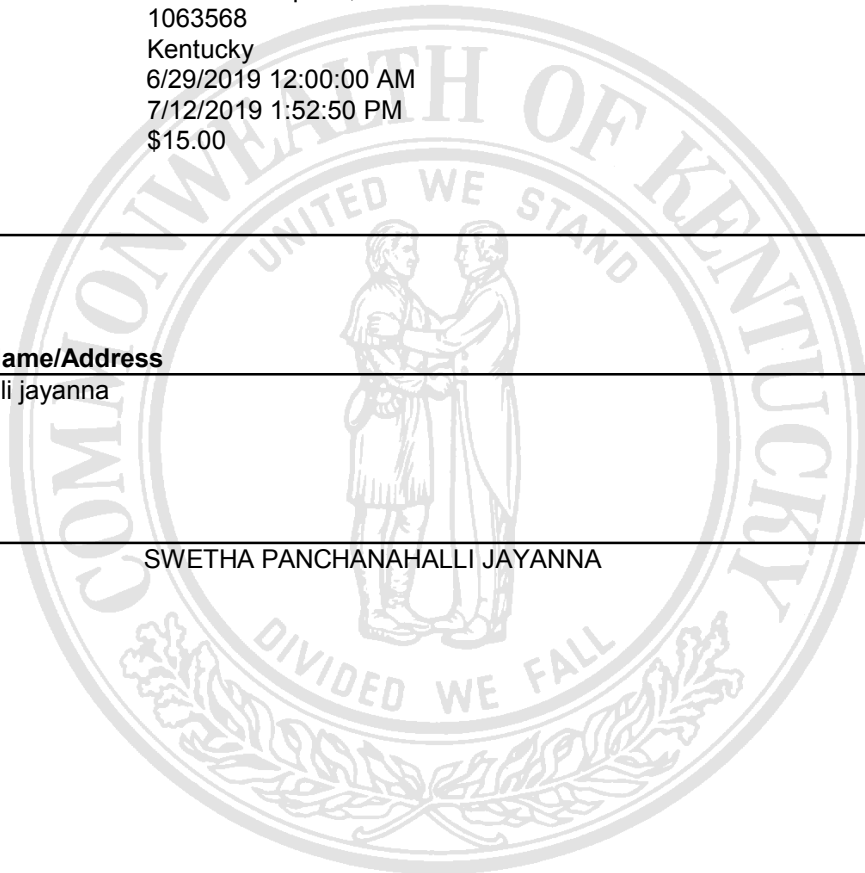 1063568
Kentucky
6/29/2019 12:00:00 AM
7/12/2019 1:52:50 PM
$15.00
COMMONWEALTH OF KENTUCKY
UNITED WE STAND
ame/Address
li jayanna
SWETHA PANCHANAHALLI JAYANNA
DIVIDED WE FALL